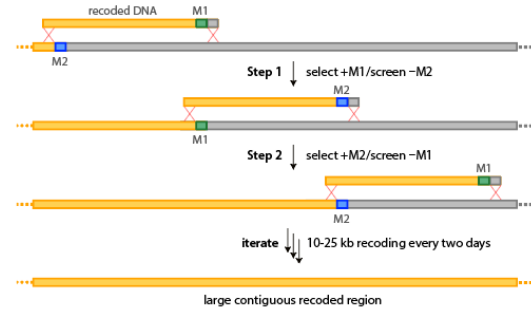 recoded DNA M1
M2
Step 1 select +M1/screen −M2
M2
M1
Step 2 select +M2/screen −M1
M1
M2
iterate 10-25 kb recoding every two days
large contiguous recoded region